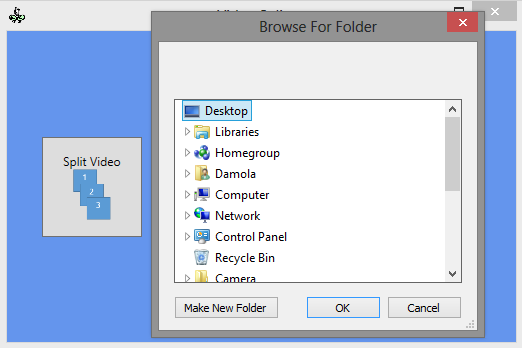 Browse For Folder
Split Video
1
2
3
Desktop
Libraries
Homegroup
Damola
Computer
Network
Control Panel
Recycle Bin
Camera
Make New Folder
OK
Cancel